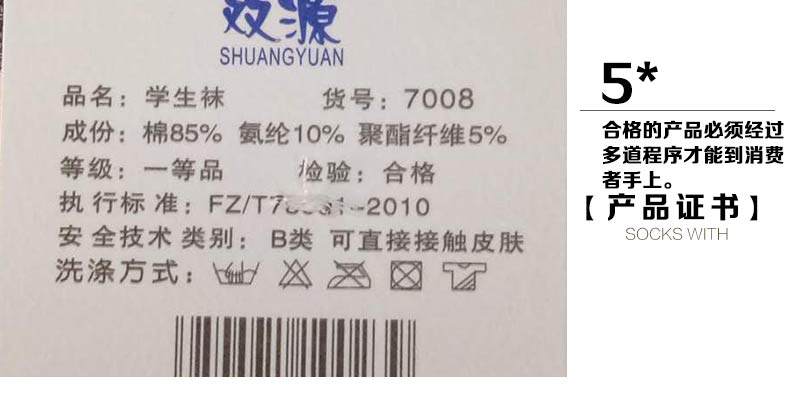 双源
SHUANGYUAN
品名：学生袜 货号：7008
成份：棉85% 氨纶10% 聚酯纤维5%
等级：一等品 检验：合格
执行标准：FZ/T -2010
安全技术类别：B类 可直接接触皮肤
洗涤方式：
5*
合格的产品必须经过
多道程序才能到消费
者手上。
【产品证书】
SOCKS WITH